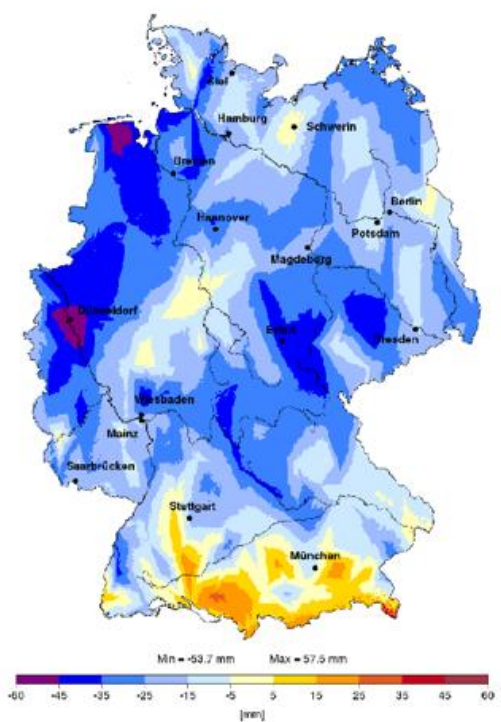 Kiel
Hamburg
Schwerin
Bremen
Berlin
Hannover
Potsdam
Magdeburg
Düsseldorf
Erfurt
Dresden
Wiesbaden
Mainz
Saarbrücken
Stuttgart
München
Min = -53.7 mm Max = 57.5 mm
-60 -45 -35 -25 -15 -5 5 15 25 35 45 60
[mm]